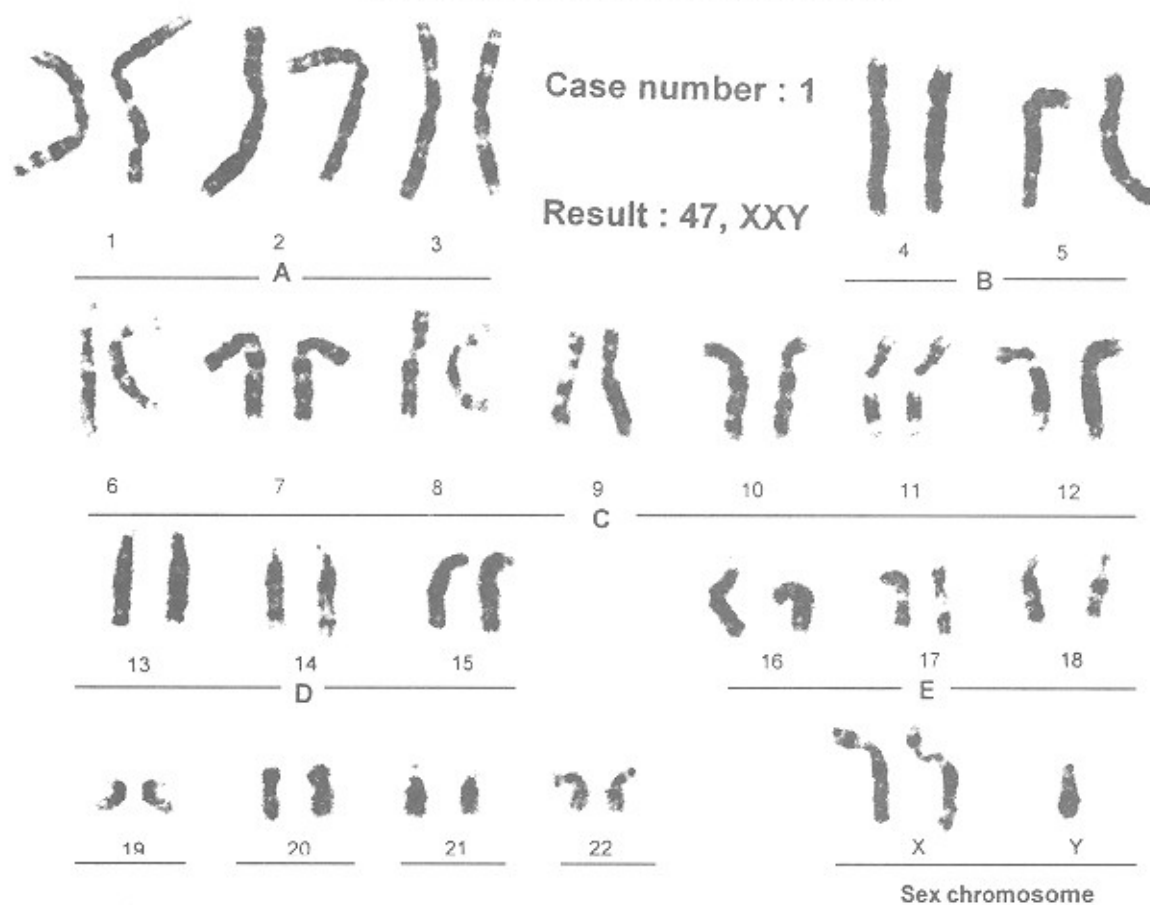 Case number : 1
Result : 47, XXY
1 2 3
A
4 5
B
6 7 8 9 10 11 12
C
13 14 15
D
16 17 18
E
19 20 21 22
X Y
Sex chromosome